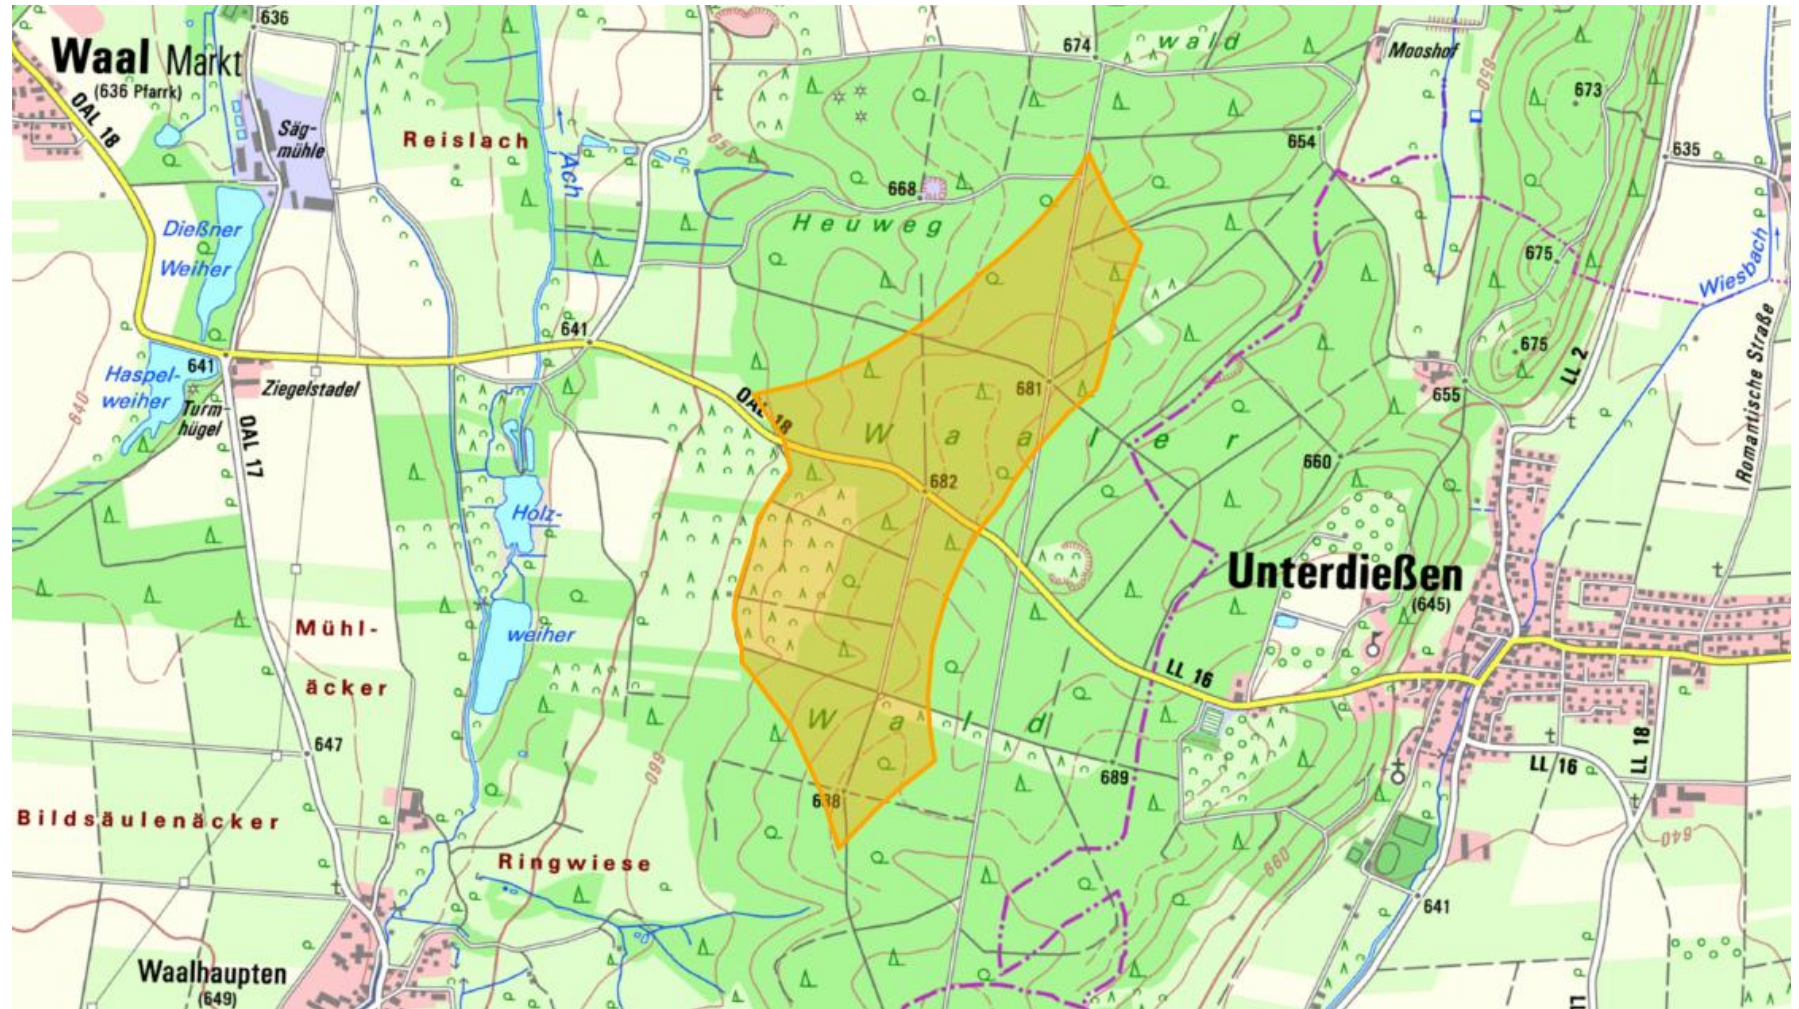 636
Waal Markt
(636 Pfarrk)
OAL 18
Säg-
mühle
Reislach
Ach
650
674
wald
Mooshof
650
673
654
635
668
Heuweg
Dießner
Weiher
675
Wiesbach
641
641
Haspel-
weiher
Turm-
hügel
Ziegelstadel
640
OAL 17
OAL 18
681
Waaler
682
675
LL 2
655
660
Romantische Straße
Holz-
weiher
Unterdießen
(645)
Mühl-
äcker
LL 16
Wald
647
660
689
LL 16
LL 18
Bildsäulenäcker
Ringwiese
660
640
641
Waalhaupten
(649)